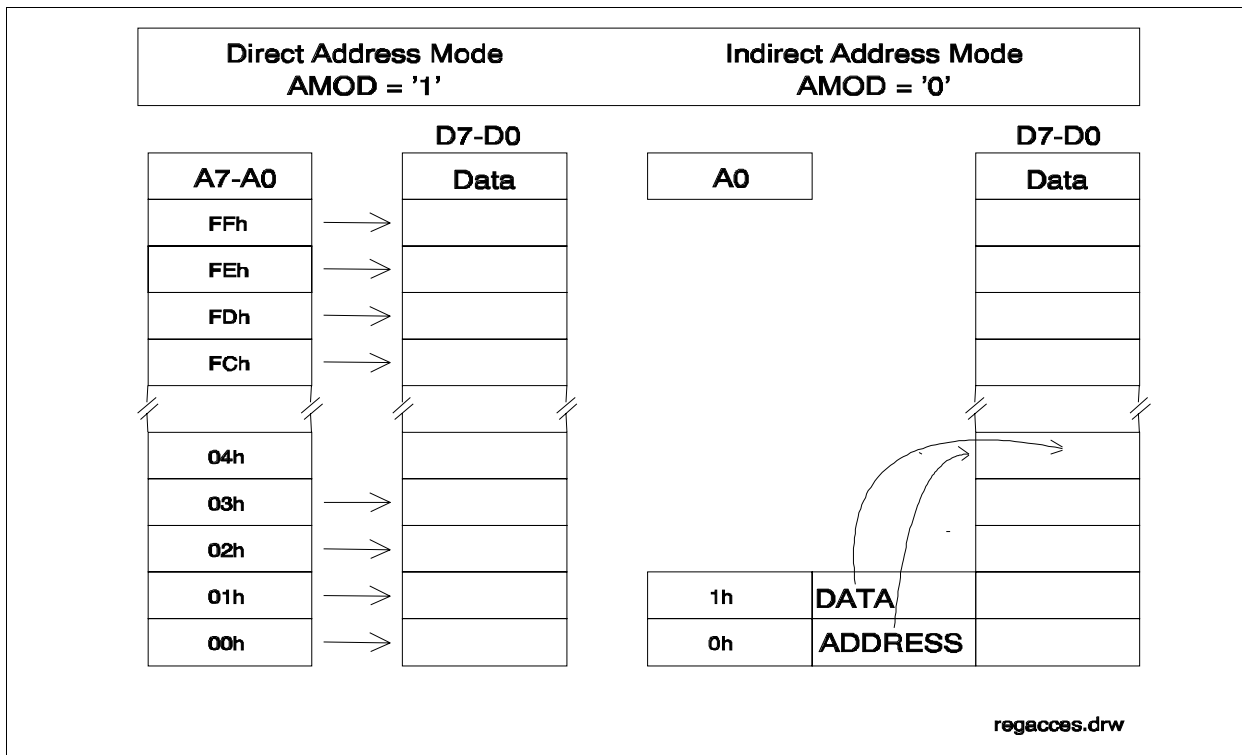 Direct Address Mode
AMOD = '1'
Indirect Address Mode
AMOD = '0'
D7-D0
A7-A0
Data
FFh
FEh
FDh
FCh
04h
03h
02h
01h
00h
D7-D0
A0
Data
1h
DATA
0h
ADDRESS
regacces.drw